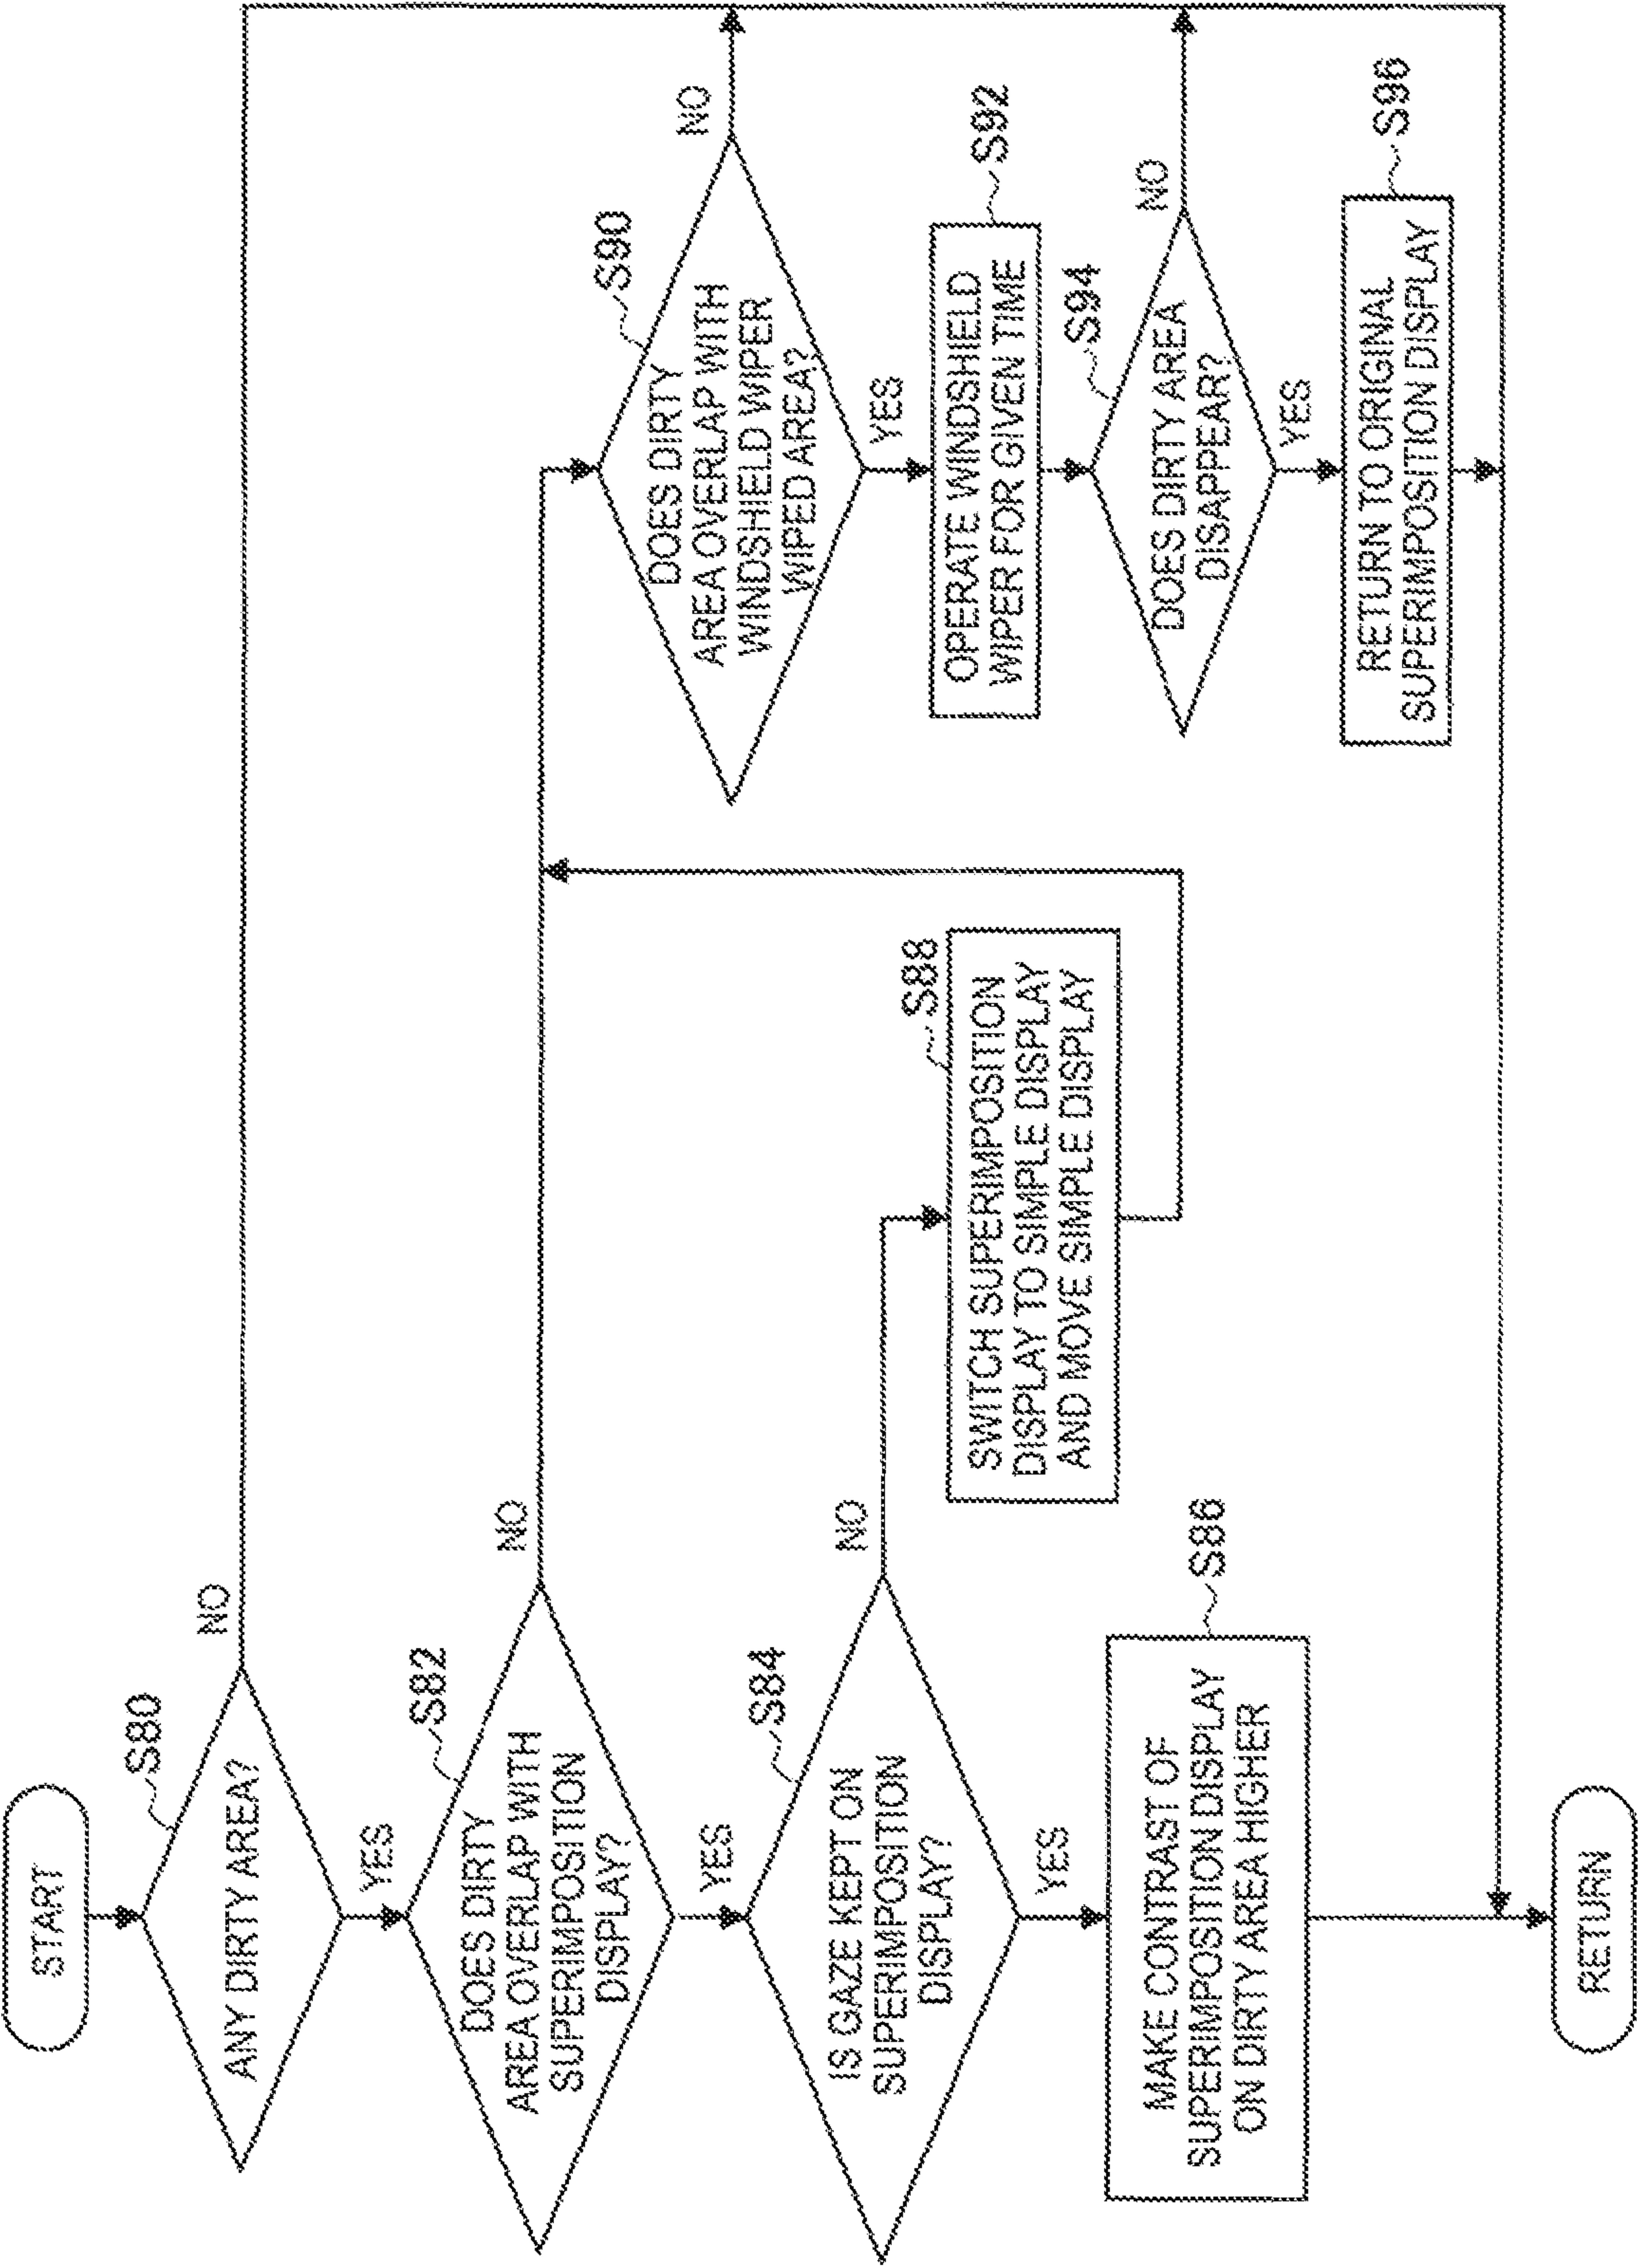 START
S80
ANY DIRTY AREA?
NO
YES
S82
DOES DIRTY
AREA OVERLAP WITH
SUPERIMPOSITION
DISPLAY?
NO
YES
S84
IS GAZE KEPT ON
SUPERIMPOSITION
DISPLAY?
NO
YES
S86
MAKE CONTRAST OF
SUPERIMPOSITION DISPLAY
ON DIRTY AREA HIGHER
S88
SWITCH SUPERIMPOSITION
DISPLAY TO SIMPLE DISPLAY
AND MOVE SIMPLE DISPLAY
S90
DOES DIRTY
AREA OVERLAP WITH
WINDSHIELD WIPER
WIPED AREA?
NO
YES
S92
OPERATE WINDSHIELD
WIPER FOR GIVEN TIME
S94
DOES DIRTY AREA
DISAPPEAR?
NO
YES
S96
RETURN TO ORIGINAL
SUPERIMPOSITION DISPLAY
RETURN